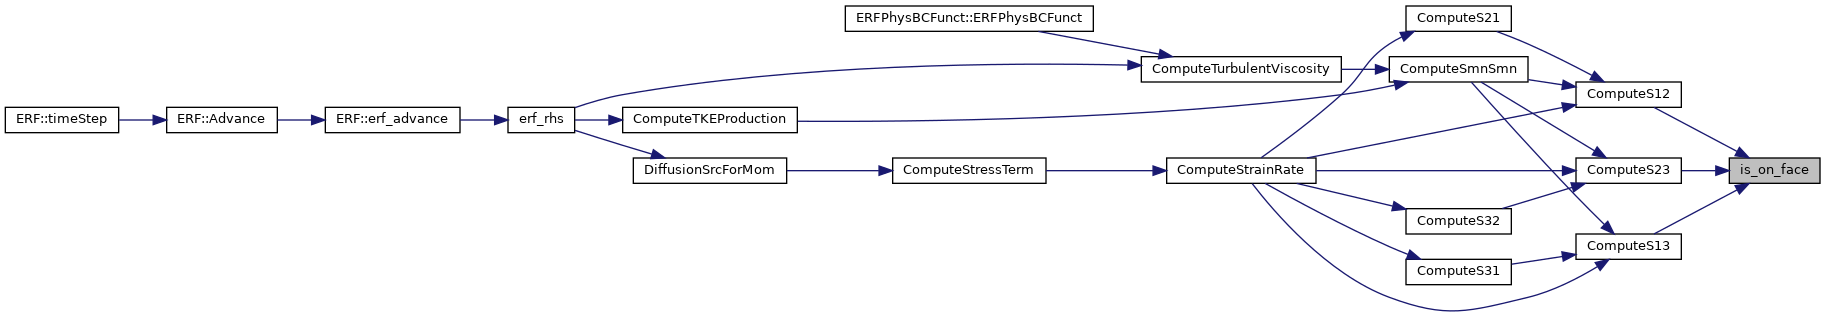 ERF::timeStep
ERF::Advance
ERF::erf_advance
erf_rhs
ERFPhysBCFunct::ERFPhysBCFunct
ComputeTKEProduction
DiffusionSrcForMom
ComputeStressTerm
ComputeTurbulentViscosity
ComputeStrainRate
ComputeS21
ComputeSmnSmn
ComputeS32
ComputeS31
ComputeS12
ComputeS23
ComputeS13
is_on_face